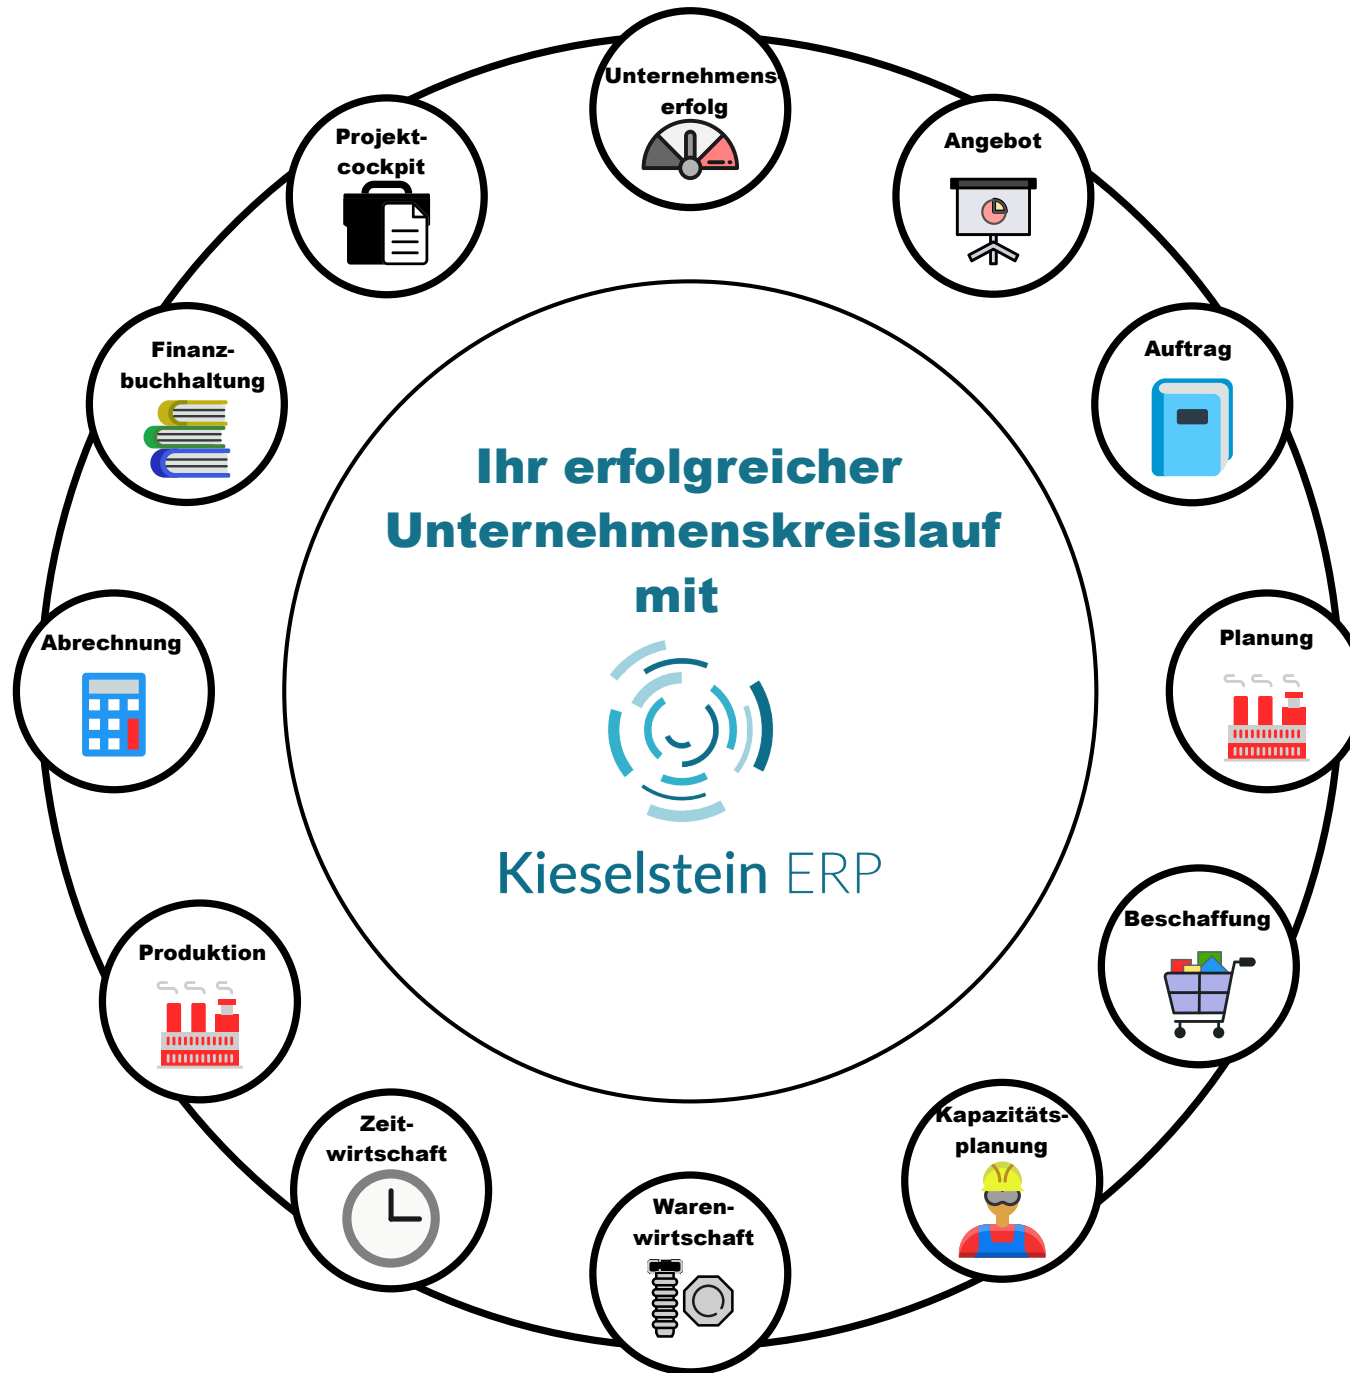 Unternehmens-
erfolg
Angebot
Auftrag
Planung
Beschaffung
Kapazitäts-
planung
Waren-
wirtschaft
Zeit-
wirtschaft
Produktion
Abrechnung
Finanz-
buchhaltung
Projekt-
cockpit
Ihr erfolgreicher
Unternehmenskreislauf
mit
Kieselstein ERP